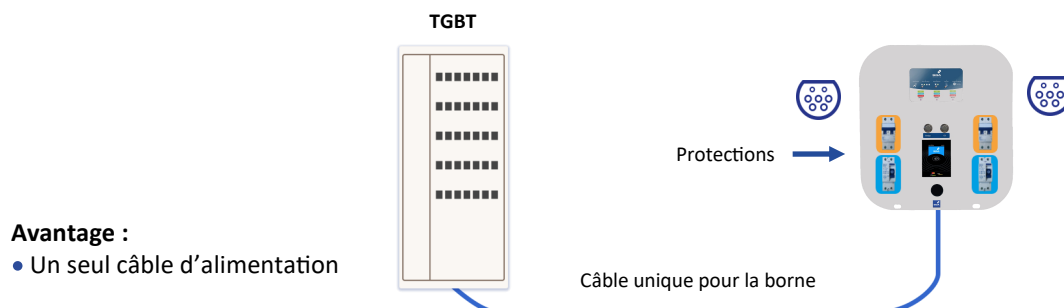 TGBT
Protections
Avantage :
• Un seul câble d’alimentation
Câble unique pour la borne